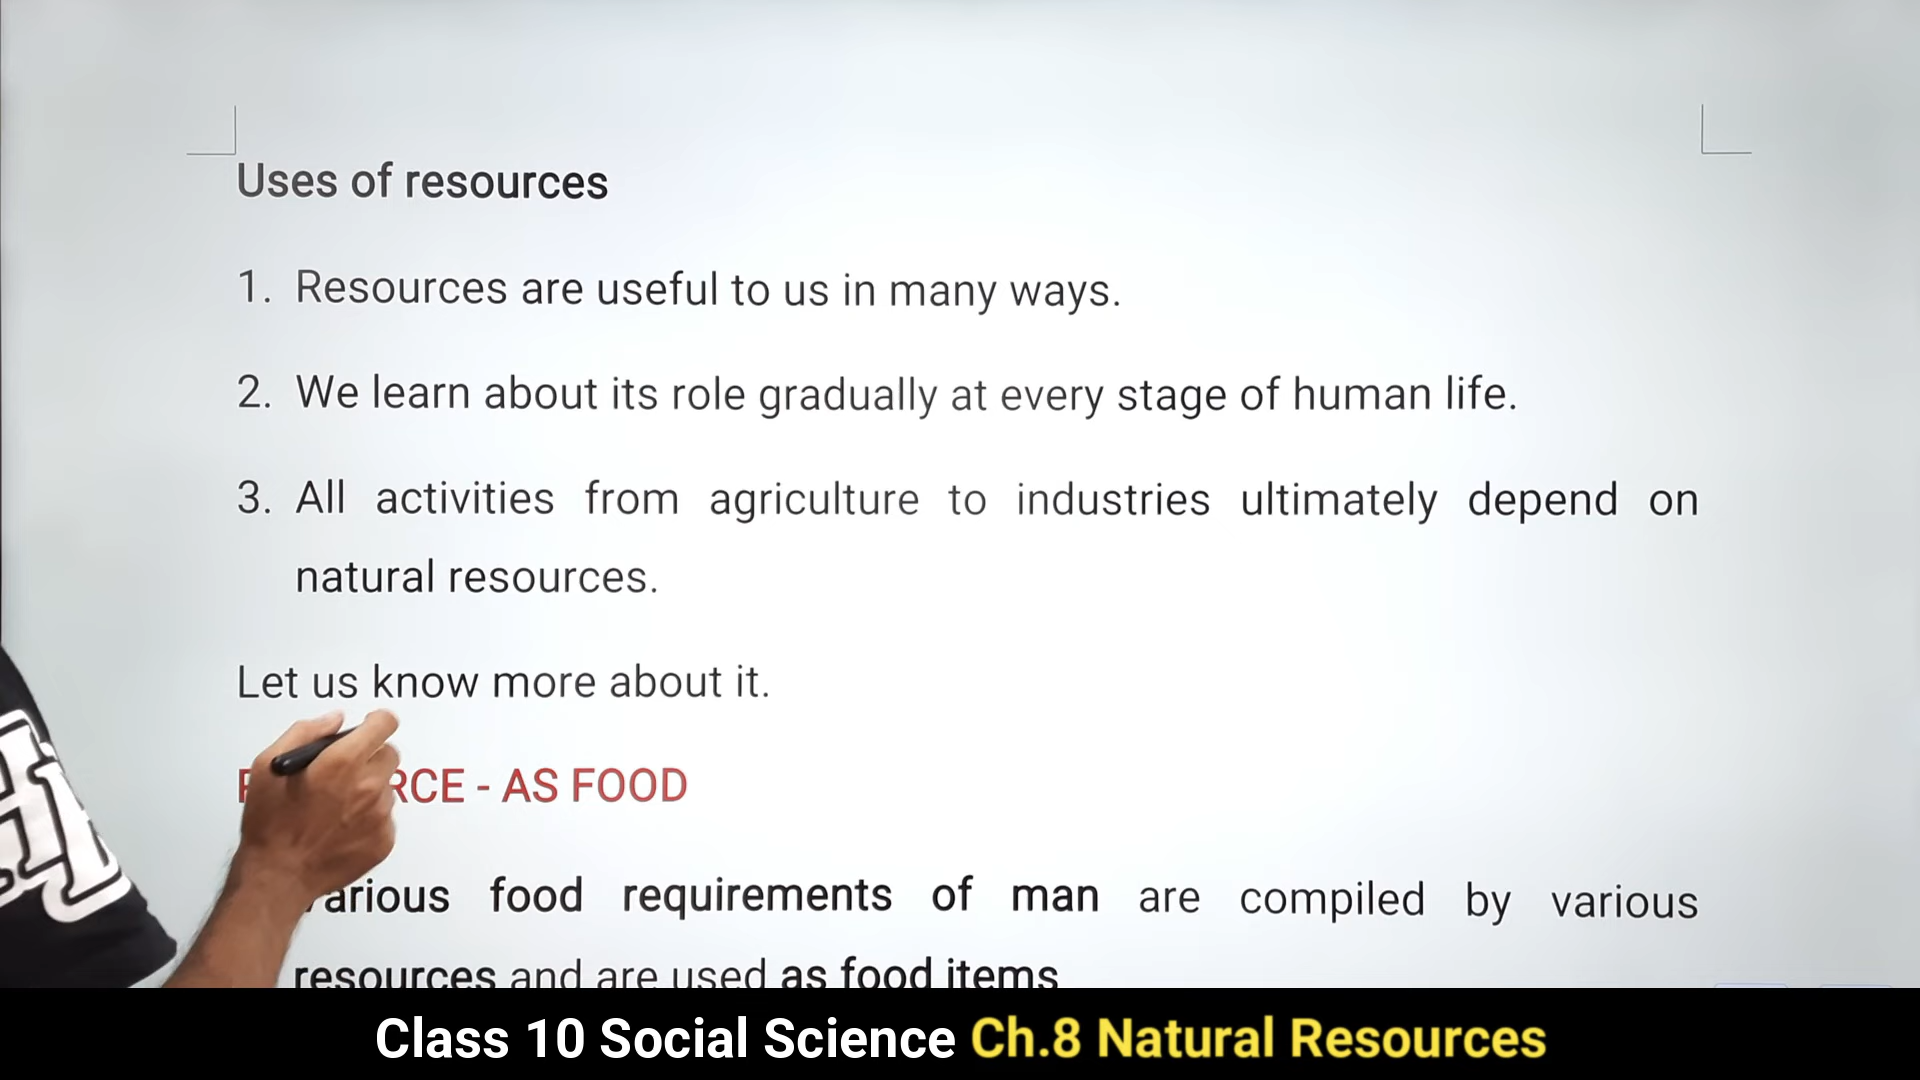 Uses of resources
1. Resources are useful to us in many ways.
2. We learn about its role gradually at every stage of human life.
3. All activities from agriculture to industries ultimately depend on
natural resources.
Let us know more about it.
- AS FOOD
food requirements of man are compiled by various
resources and are used as food items
Class 10 Social Science Ch.8 Natural Resources